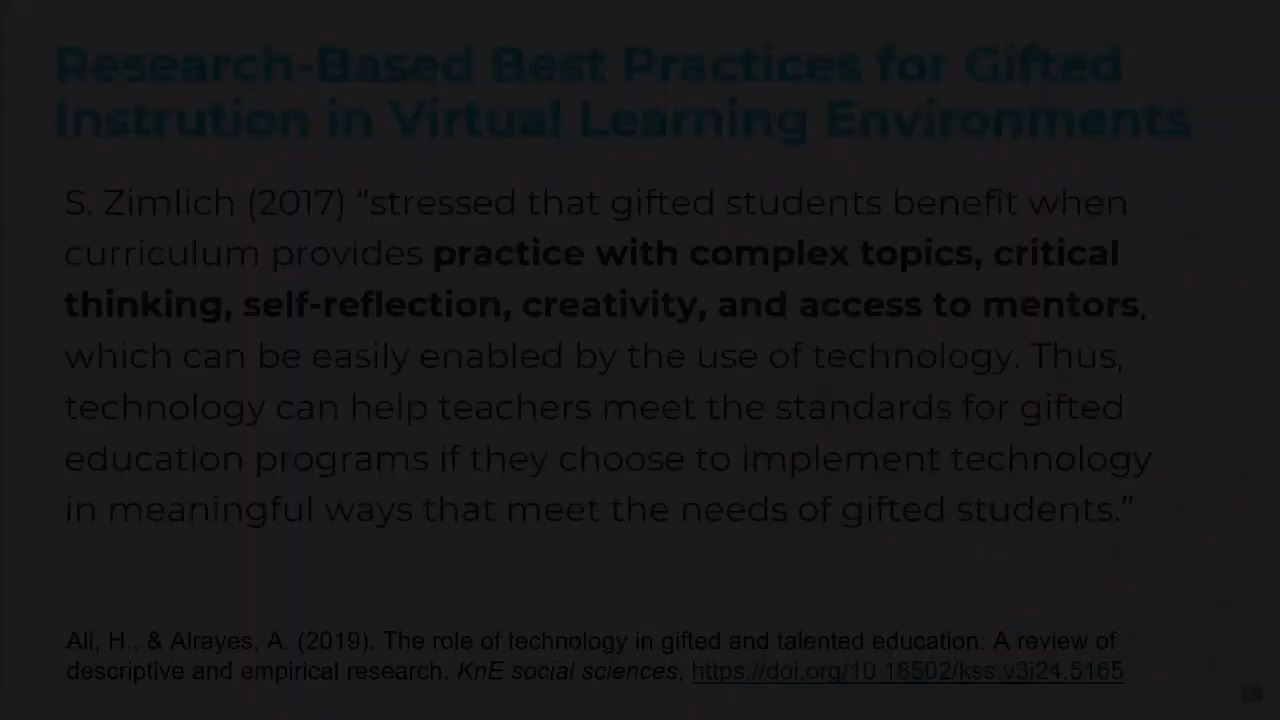 Research-Based Best Practices for Gifted
Instrution in Virtual Learning Environments
S. Zimlich (2017) “stressed that gifted students benefit when
curriculum provides practice with complex topics, critical
thinking, self-reflection, creativity, and access to mentors,
which can be easily enabled by the use of technology. Thus,
technology can help teachers meet the standards for gifted
education programs if they choose to implement technology
in meaningful ways that meet the needs of gifted students.”
Ali, H., & Alrayes, A. (2019). The role of technology in gifted and talented education: A review of
descriptive and empirical research. KnE social sciences, https://doi.org/10.18502/kss.v3i24.5165